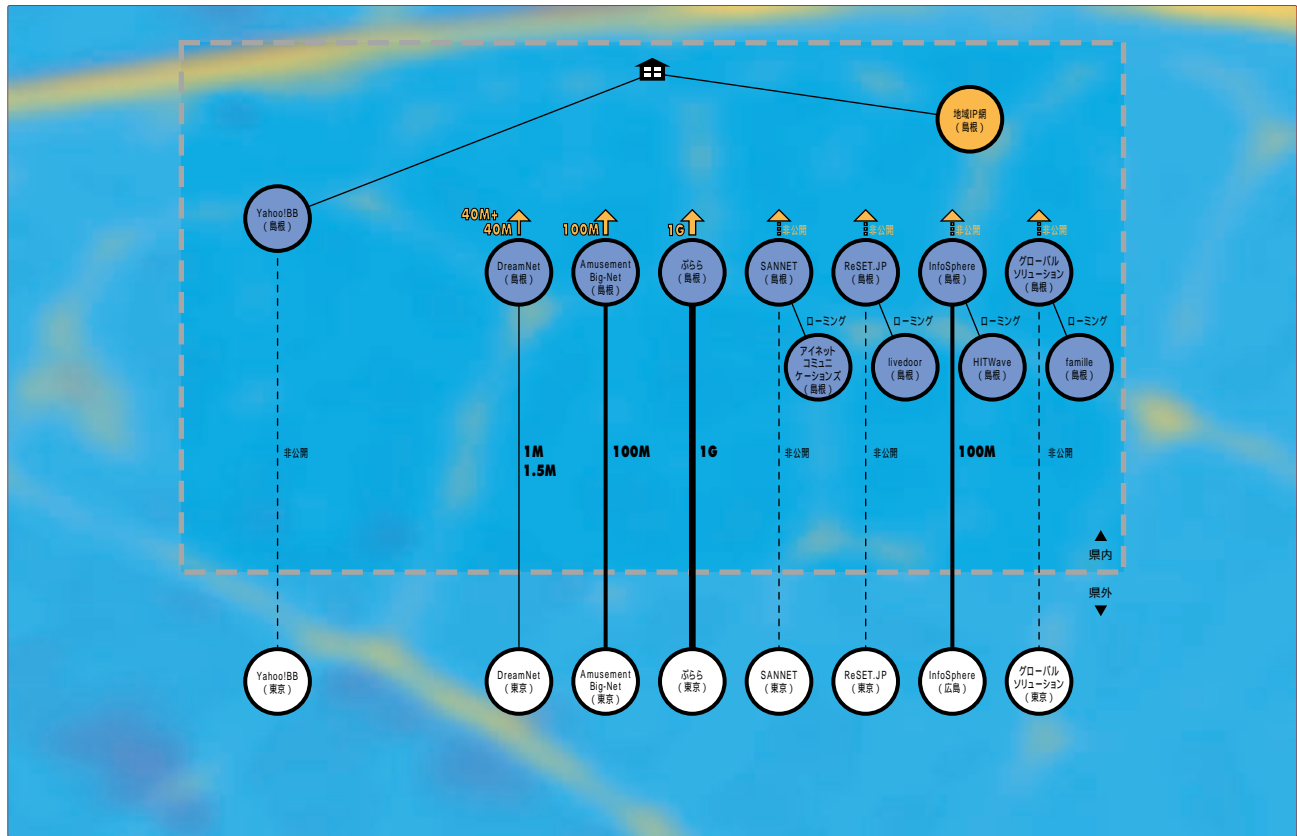 地域IP網
(島根)
Yahoo!BB
(島根)
40M+
40M
100M
1G
非公開
非公開
非公開
非公開
DreamNet
(島根)
Amusement
Big-Net
(島根)
ぷらら
(島根)
SANNET
(島根)
ReSET.JP
(島根)
InfoSphere
(島根)
グローバル
ソリューション
(島根)
ローミング
ローミング
ローミング
ローミング
アイネット
コミュニ
ケーションズ
(島根)
livedoor
(島根)
HITWave
(島根)
famille
(島根)
非公開
1M
1.5M
100M
1G
非公開
非公開
100M
非公開
▲
県内
県外
▼
Yahoo!BB
(東京)
DreamNet
(東京)
Amusement
Big-Net
(東京)
ぷらら
(東京)
SANNET
(東京)
ReSET.JP
(東京)
InfoSphere
(広島)
グローバル
ソリューション
(東京)